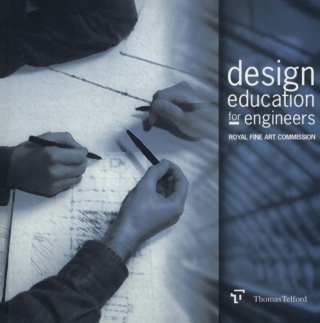 design
education
for engineers
ROYAL FINE ART COMMISSION
ThomasTelford